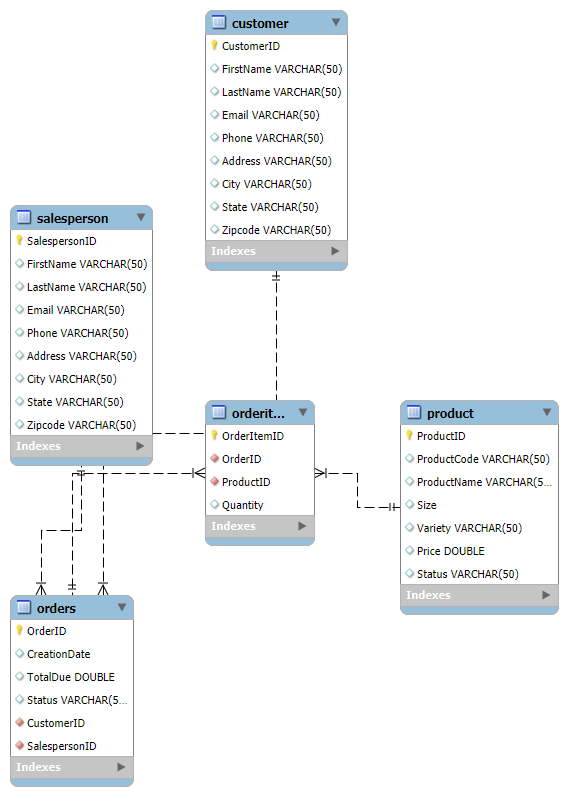 customer
CustomerID
FirstName VARCHAR(50)
LastName VARCHAR(50)
Email VARCHAR(50)
Phone VARCHAR(50)
Address VARCHAR(50)
City VARCHAR(50)
State VARCHAR(50)
Zipcode VARCHAR(50)
Indexes
salesperson
SalespersonID
FirstName VARCHAR(50)
LastName VARCHAR(50)
Email VARCHAR(50)
Phone VARCHAR(50)
Address VARCHAR(50)
City VARCHAR(50)
State VARCHAR(50)
Zipcode VARCHAR(50)
Indexes
orderit...
OrderItemID
OrderID
ProductID
Quantity
Indexes
product
ProductID
ProductCode VARCHAR(50)
ProductName VARCHAR(5...
Size
Variety VARCHAR(50)
Price DOUBLE
Status VARCHAR(50)
Indexes
orders
OrderID
CreationDate
TotalDue DOUBLE
Status VARCHAR(5...
CustomerID
SalespersonID
Indexes